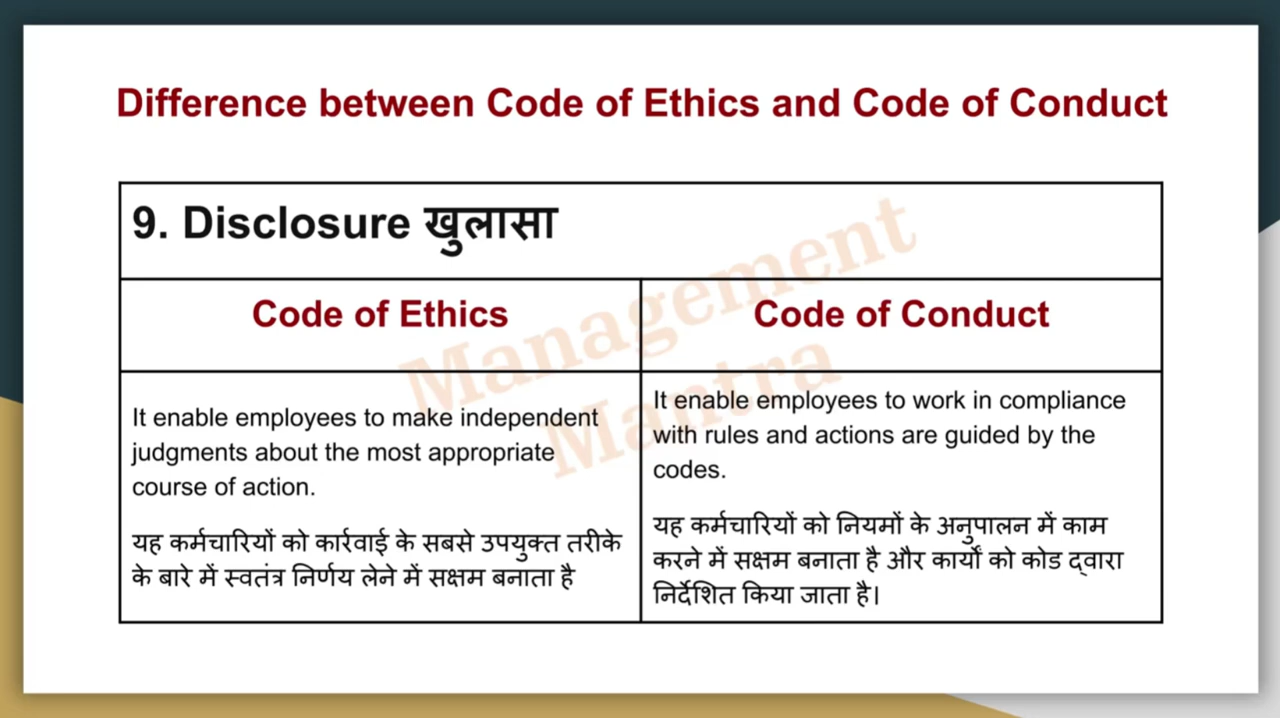 Difference between Code of Ethics and Code of Conduct
9. Disclosure खुलासा
Code of Ethics
Code of Conduct
It enable employees to make independent
judgments about the most appropriate
course of action.
यह कर्मचारियों को कार्रवाई के सबसे उपयुक्त तरीके
के बारे में स्वतंत्र निर्णय लेने में सक्षम बनाता है
It enable employees to work in compliance
with rules and actions are guided by the
codes.
यह कर्मचारियों को नियमों के अनुपालन में काम
करने में सक्षम बनाता है और कार्यों को कोड द्वारा
निर्देशित किया जाता है।
Management
Mantra